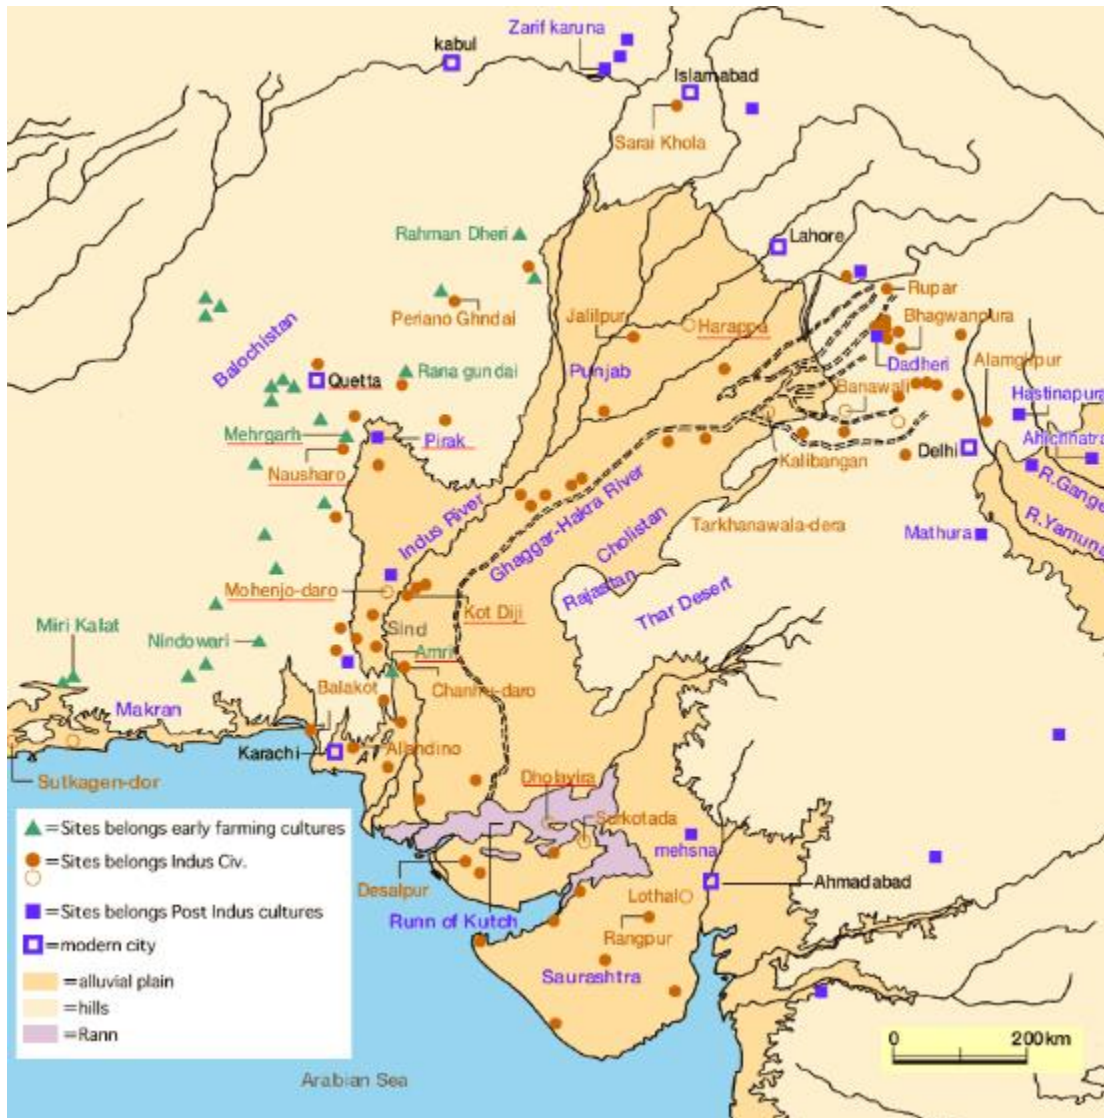 Zarif karuna
kabul
Islamabad
Sarai Khola
Rahman Dheri
Lahore
Periano Ghndai
Jalilpur
Harappa
Rupar
Bhagwanpura
Balochistan
Quetta
Rana gundai
Punjab
Dadheri
Alamghpur
Banawali
Hastinapura
Mehrgarh
Pirak
Ahichhatra
Nausharo
Kalibangan
Delhi
R.Gange
Indus River
Ghaggar-Hakra River
Cholistan
Tarkhanawala-dera
Mathura
R.Yamuna
Mohenjo-daro
Kot Diji
Rajastan
Thar Desert
Miri Kalat
Nindowari
Sind
Amri
Makran
Balakot
Chanhu-daro
Karachi
Allandino
Sutkagen-dor
Dholavira
Surkotada
=Sites belongs early farming cultures
mehsna
=Sites belongs Indus Civ.
Desalpur
Lothal
Ahmadabad
=Sites belongs Post Indus cultures
Runn of Kutch
Rangpur
=modern city
=alluvial plain
Saurashtra
=hills
=Rann
0 200km
Arabian Sea